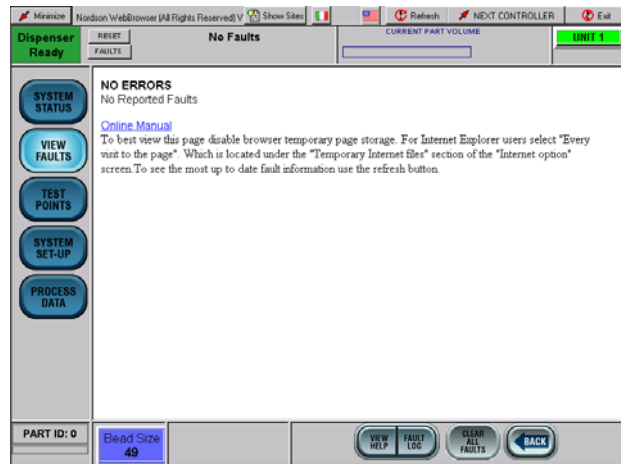 Minimize Nordson WebBrowser (All Rights Reserved) V Show Sites Refresh NEXT CONTROLLER Exit
Dispenser
Ready
RESET
FAULTS
No Faults
CURRENT PART VOLUME
UNIT 1
SYSTEM
STATUS
VIEW
FAULTS
TEST
POINTS
SYSTEM
SET-UP
PROCESS
DATA
NO ERRORS
No Reported Faults
Online Manual
To best view this page disable browser temporary page storage. For Internet Explorer users select "Every
visit to the page". Which is located under the "Temporary Internet files" section of the "Internet option"
screen.To see the most up to date fault information use the refresh button.
PART ID: 0
Bead Size
49
VIEW
HELP
FAULT
LOG
CLEAR
ALL
FAULTS
BACK